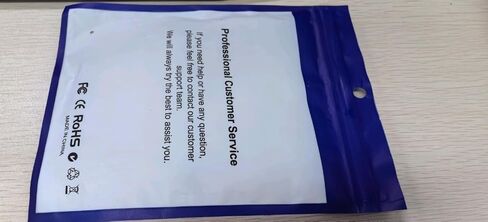 Professional Customer Service
If you need help or have any question,
please feel free to contact our customer
support team.
We will always try the best to assist you.
FC CE RoHS
MADE IN CHINA